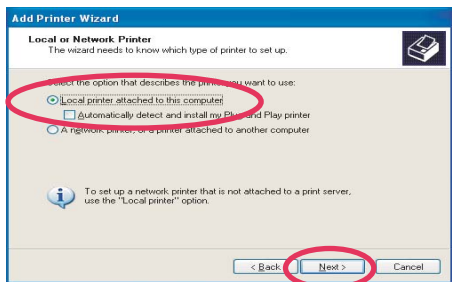 Add Printer Wizard
Local or Network Printer
The wizard needs to know which type of printer to set up.
Select the option that describes the printer you want to use:
Local printer attached to this computer
Automatically detect and install my Plug and Play printer
A network printer, or a printer attached to another computer
To set up a network printer that is not attached to a print server,
use the "Local printer" option.
< Back Next > Cancel